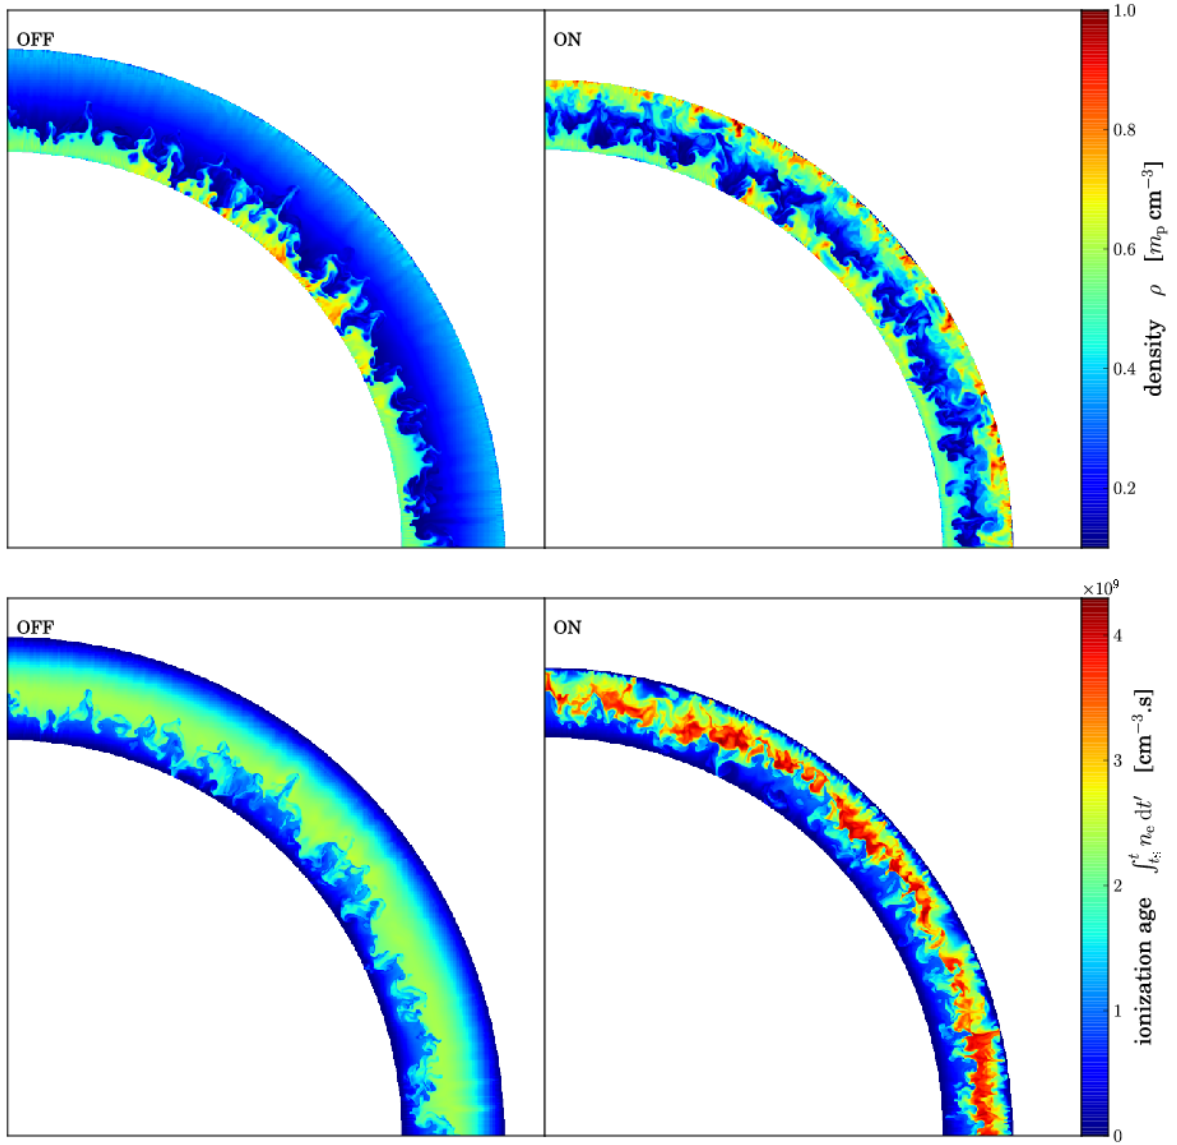 OFF
ON
1.0
0.8
0.6
0.4
0.2
density ρ [m_p cm^{-3}]
OFF
ON
×10^9
4
3
2
1
0
ionization age ∫_{t_s}^{t} n_e dt′ [cm^{-3}.s]